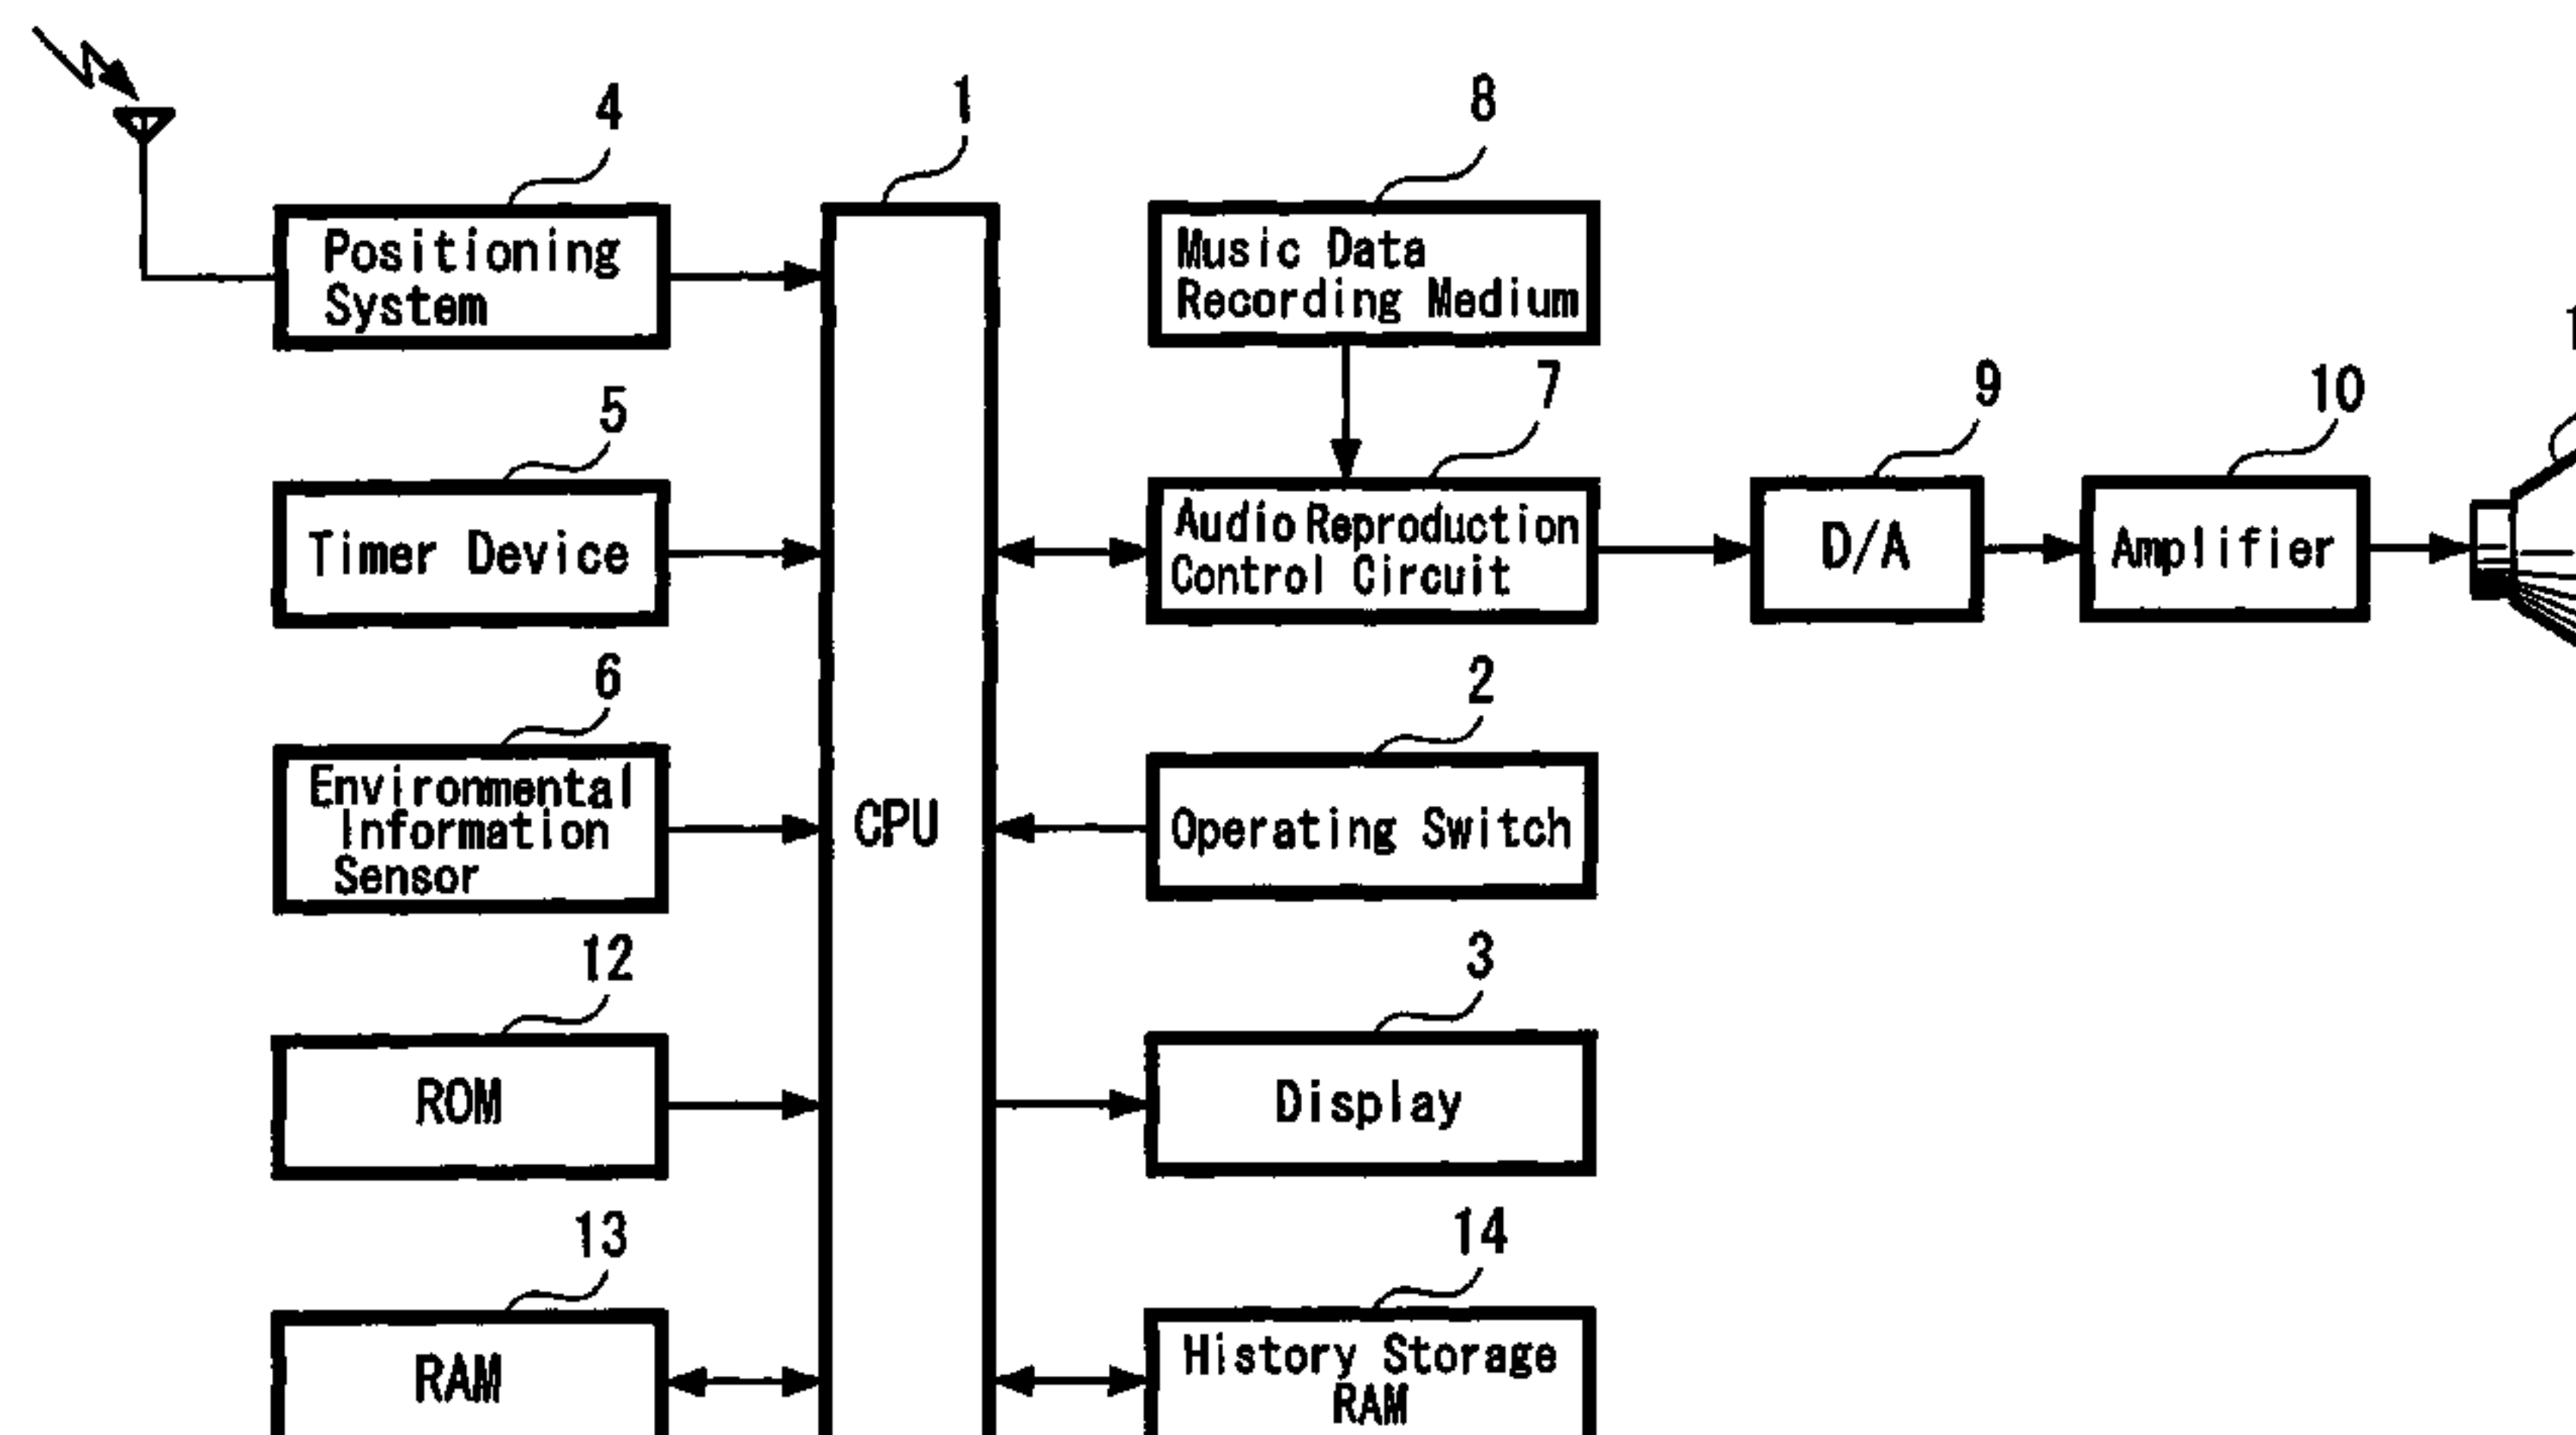 4
1
8
Positioning
System
Music Data
Recording Medium
5
7
9
10
Timer Device
Audio Reproduction
Control Circuit
D/A
Amplifier
6
2
Environmental
Information
Sensor
CPU
Operating Switch
12
3
ROM
Display
13
14
RAM
History Storage
RAM